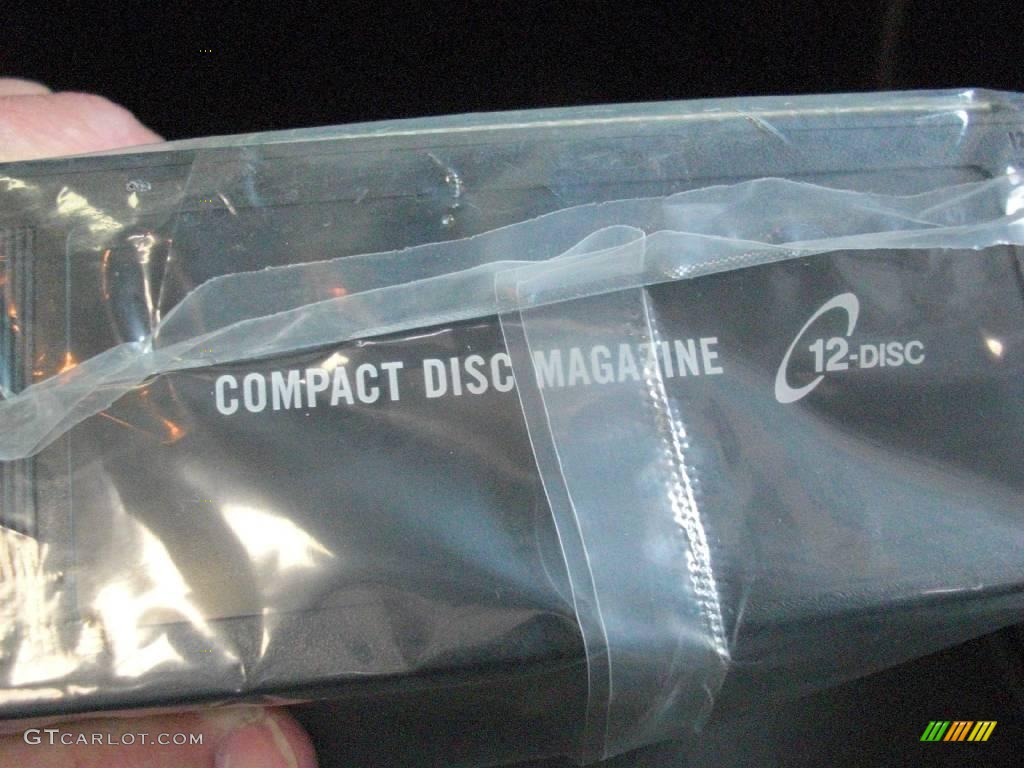 COMPACT DISC MAGAZINE
12-DISC
GTCARLOT.COM